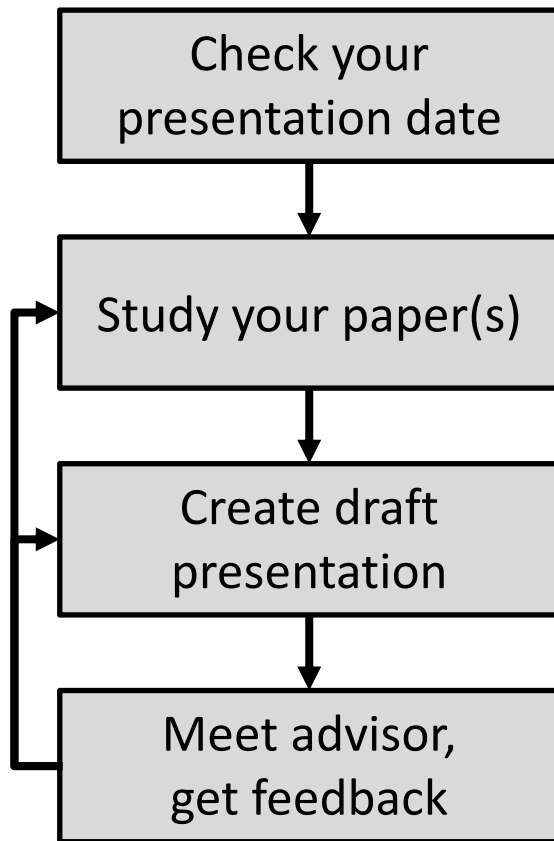 Check your
presentation date
Study your paper(s)
Create draft
presentation
Meet advisor,
get feedback